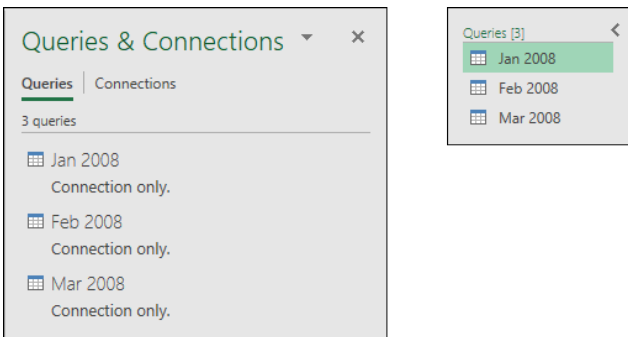 Queries & Connections
Queries | Connections
3 queries
Jan 2008
Connection only.
Feb 2008
Connection only.
Mar 2008
Connection only.
Queries [3]
Jan 2008
Feb 2008
Mar 2008